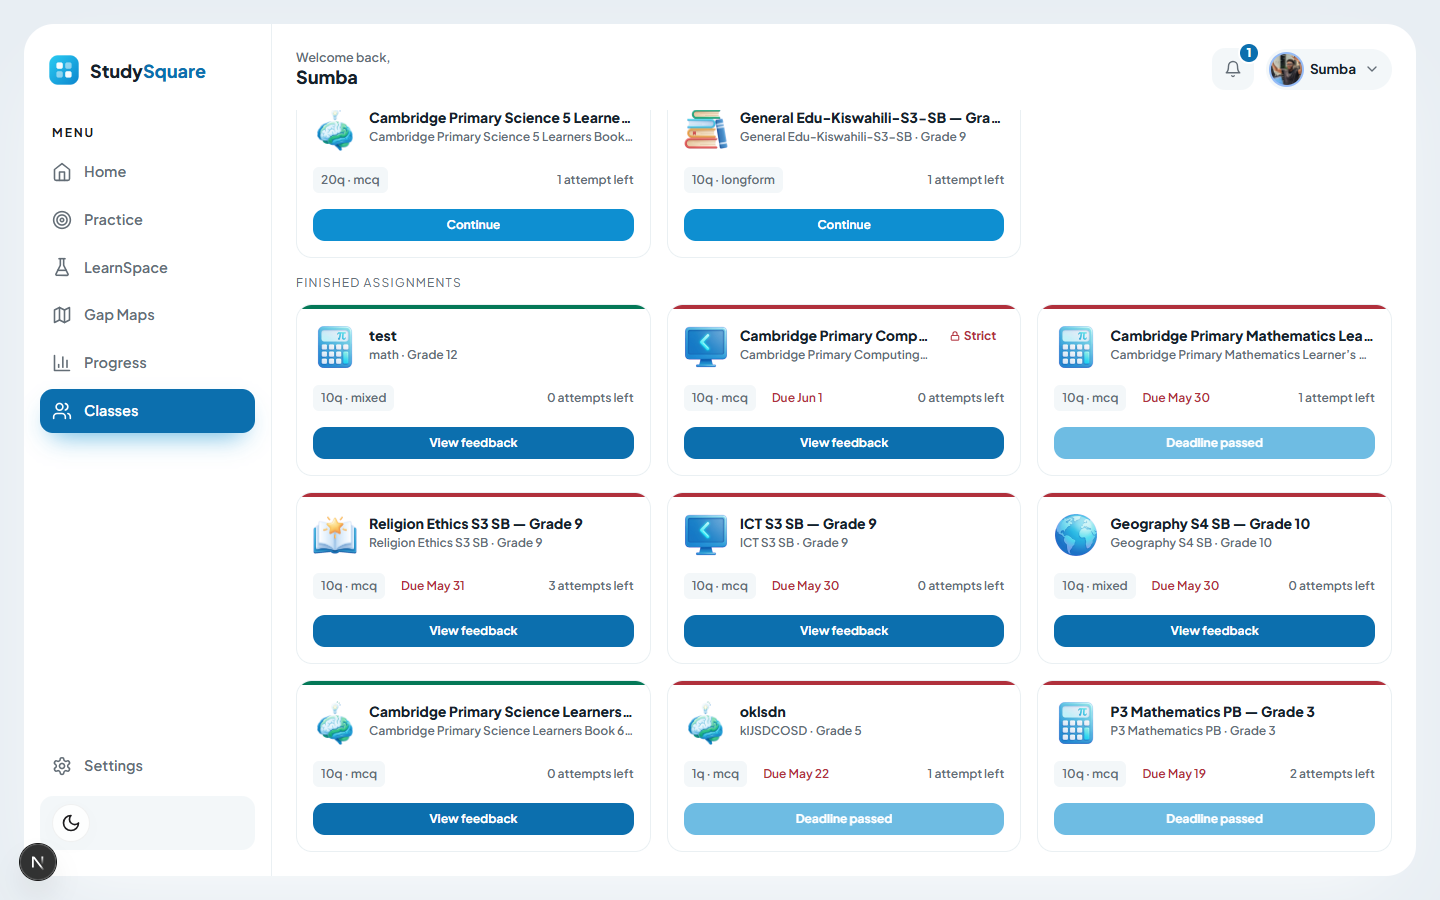 StudySquare
MENU
Home
Practice
LearnSpace
Gap Maps
Progress
Classes
Settings
N
Welcome back,
Sumba
1
Sumba
Cambridge Primary Science 5 Learne...
Cambridge Primary Science 5 Learners Book...
20q · mcq
1 attempt left
Continue
General Edu-Kiswahili-S3-SB — Gra...
General Edu-Kiswahili-S3-SB · Grade 9
10q · longform
1 attempt left
Continue
FINISHED ASSIGNMENTS
test
math · Grade 12
10q · mixed
0 attempts left
View feedback
Cambridge Primary Comp...
Strict
Cambridge Primary Computing...
10q · mcq
Due Jun 1
0 attempts left
View feedback
Cambridge Primary Mathematics Lea...
Cambridge Primary Mathematics Learner's ...
10q · mcq
Due May 30
1 attempt left
Deadline passed
Religion Ethics S3 SB — Grade 9
Religion Ethics S3 SB · Grade 9
10q · mcq
Due May 31
3 attempts left
View feedback
ICT S3 SB — Grade 9
ICT S3 SB · Grade 9
10q · mcq
Due May 30
0 attempts left
View feedback
Geography S4 SB — Grade 10
Geography S4 SB · Grade 10
10q · mixed
Due May 30
0 attempts left
View feedback
Cambridge Primary Science Learners...
Cambridge Primary Science Learners Book 6...
10q · mcq
0 attempts left
View feedback
oklsdn
klJSDCOSD · Grade 5
1q · mcq
Due May 22
1 attempt left
Deadline passed
P3 Mathematics PB — Grade 3
P3 Mathematics PB · Grade 3
10q · mcq
Due May 19
2 attempts left
Deadline passed